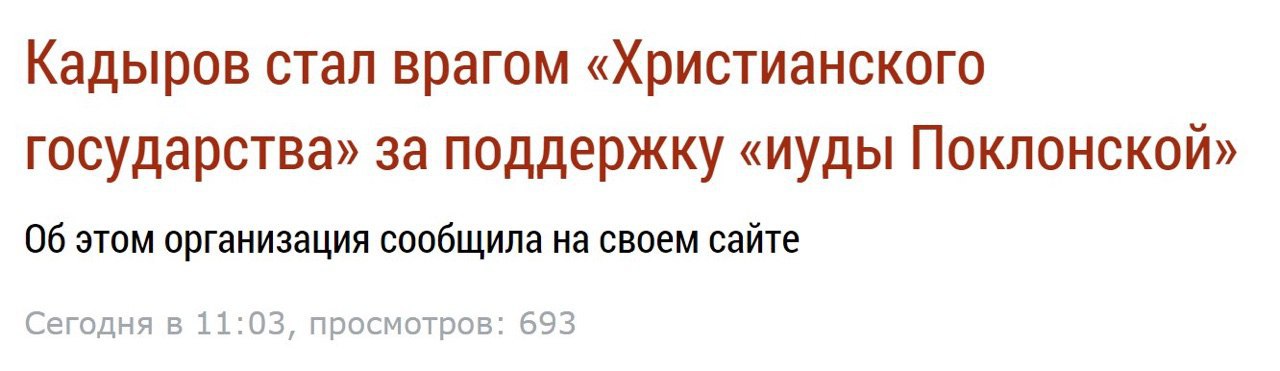 Кадыров стал врагом «Христианского
государства» за поддержку «иуды Поклонской»
Об этом организация сообщила на своем сайте
Сегодня в 11:03, просмотров: 693